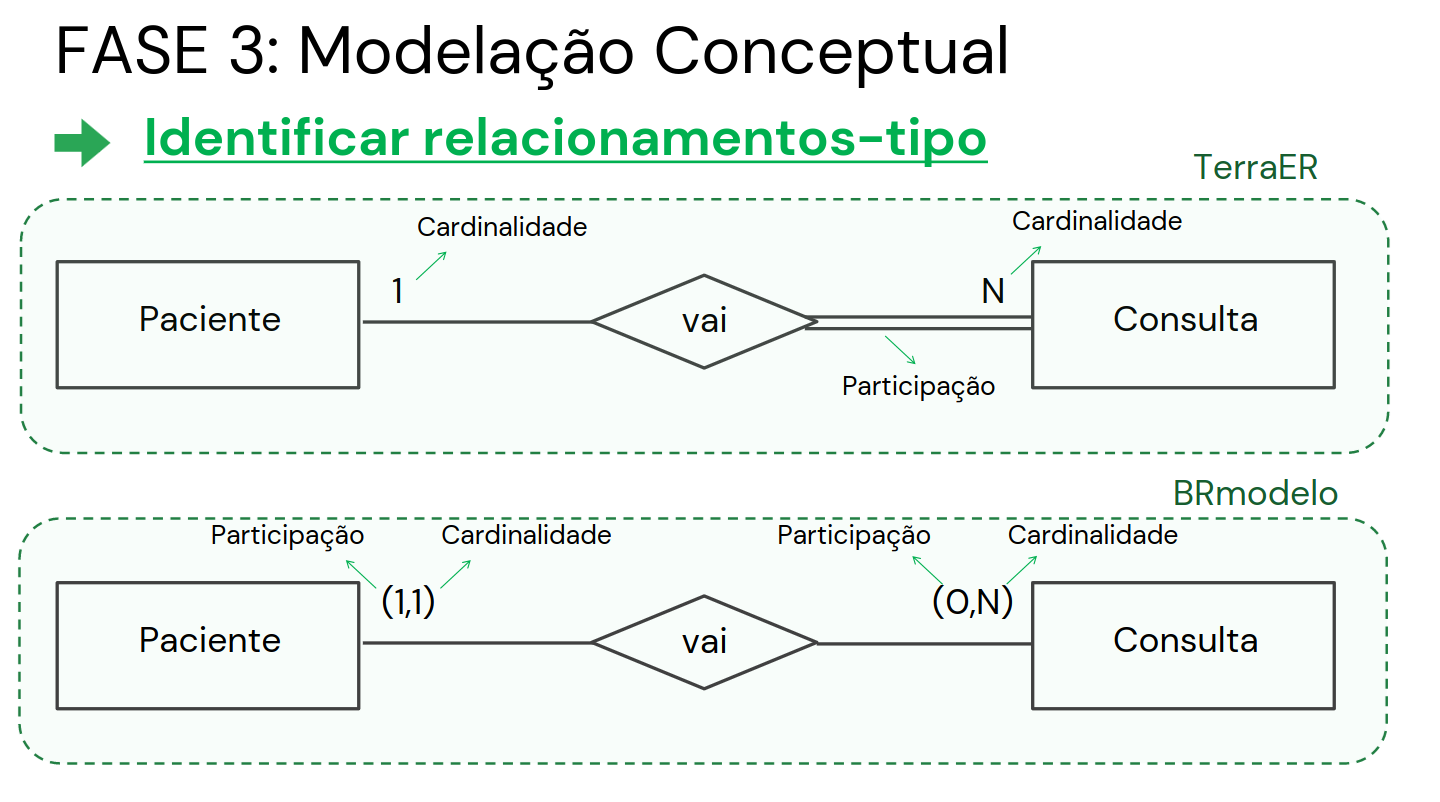 FASE 3: Modelação Conceptual
Identificar relacionamentos-tipo
TerraER
Cardinalidade
Cardinalidade
Paciente
1
vai
N
Consulta
Participação
BRmodelo
Participação
Cardinalidade
Participação
Cardinalidade
Paciente
(1,1)
vai
(0,N)
Consulta